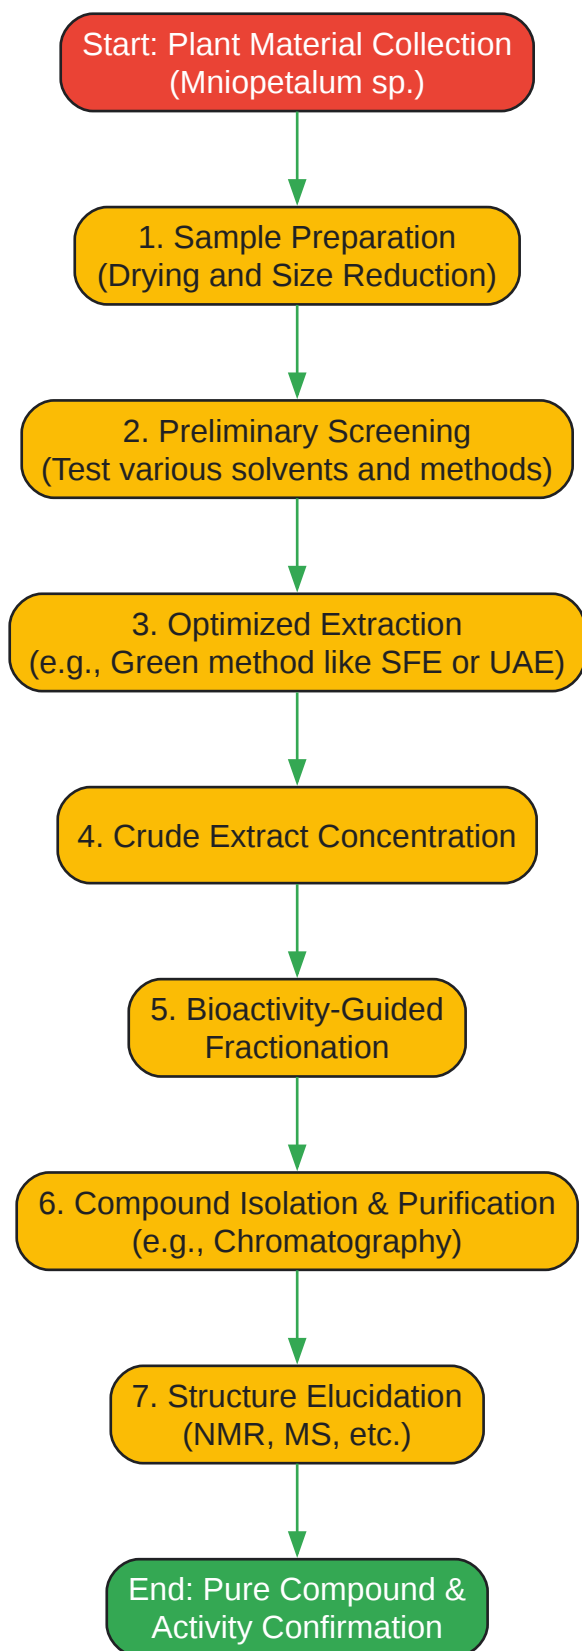 Start: Plant Material Collection
(Mniopetalum sp.)
1. Sample Preparation
(Drying and Size Reduction)
2. Preliminary Screening
(Test various solvents and methods)
3. Optimized Extraction
(e.g., Green method like SFE or UAE)
4. Crude Extract Concentration
5. Bioactivity-Guided
Fractionation
6. Compound Isolation & Purification
(e.g., Chromatography)
7. Structure Elucidation
(NMR, MS, etc.)
End: Pure Compound &
Activity Confirmation